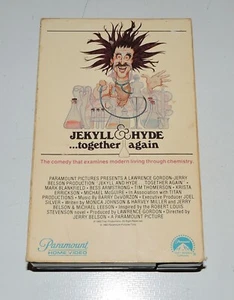 JEKYLL & HYDE
...together again
The comedy that examines modern living through chemistry.
PARAMOUNT PICTURES PRESENTS A LAWRENCE GORDON-JERRY
BELSON PRODUCTION "JEKYLL AND HYDE...TOGETHER AGAIN"
MARK BLANKFIELD • BESS ARMSTRONG • TIM THOMERSON • KRISTA
ERRICKSON • MICHAEL McGUIRE • In Association with TITAN
PRODUCTIONS • Music by BARRY DeVORZON • Executive Producer JOEL
SILVER • Written by MONICA JOHNSON & HARVEY MILLER and JERRY
BELSON & MICHAEL LEESON • Inspired by the ROBERT LOUIS
STEVENSON novel • Produced by LAWRENCE GORDON • Directed by
JERRY BELSON • A PARAMOUNT PICTURE
Paramount
HOME VIDEO